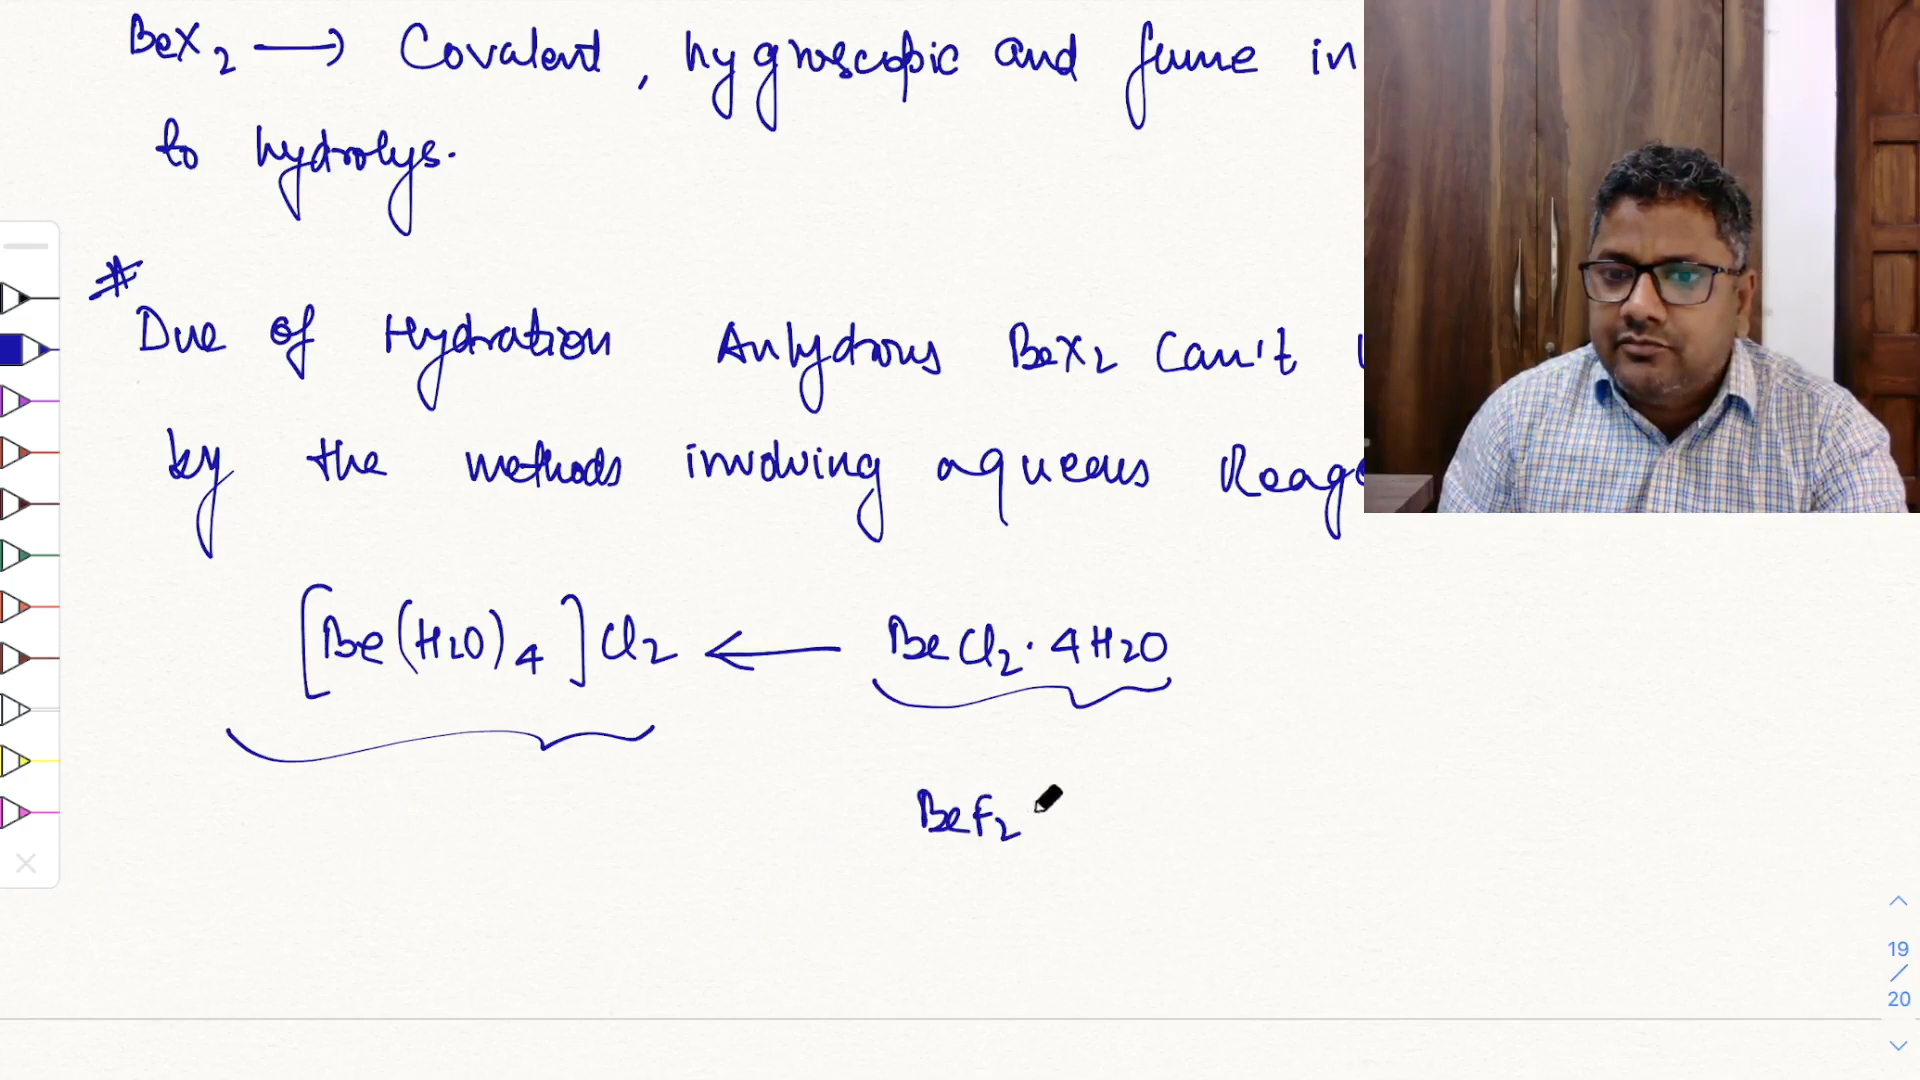 BeX2 → Covalent, hygroscopic and fume in
to hydrolys.
#
Due of Hydration Anhydrous BeX2 Can't
by the methods involving aqueous Reage
[Be(H2O)4]Cl2 ← BeCl2·4H2O
BeF2
19
/
20